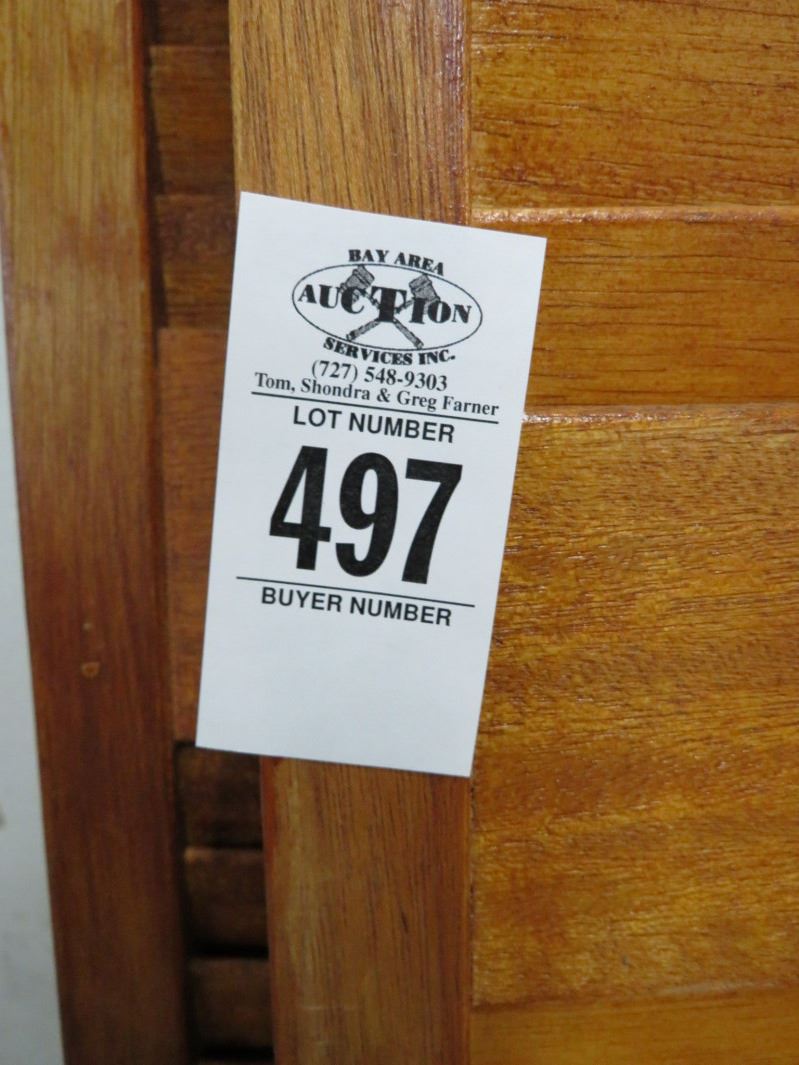 BAY AREA
AUCTION
SERVICES INC.
(727) 548-9303
Tom, Shondra & Greg Farner
LOT NUMBER
497
BUYER NUMBER